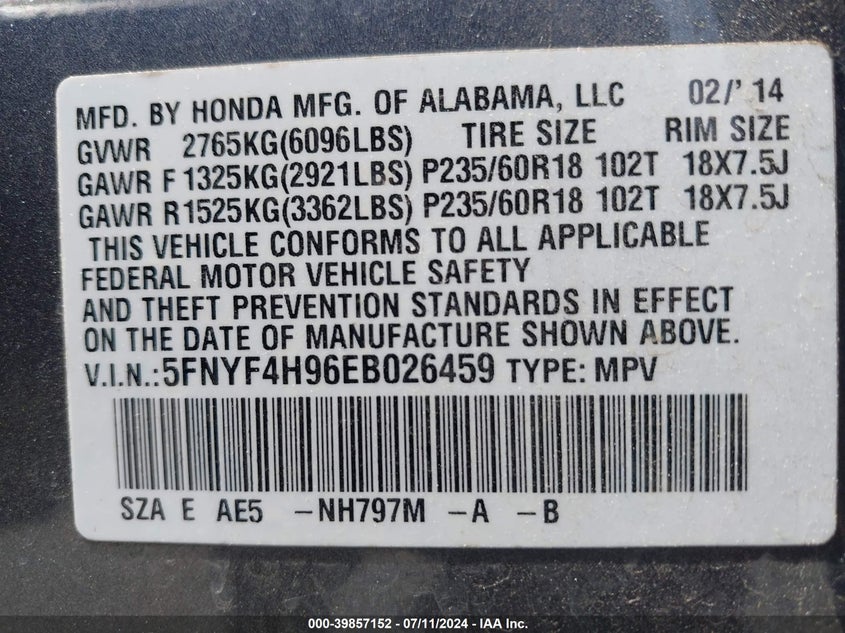 MFD. BY HONDA MFG. OF ALABAMA, LLC 02/' 14
GVWR 2765KG(6096LBS) TIRE SIZE RIM SIZE
GAWR F 1325KG(2921LBS) P235/60R18 102T 18X7.5J
GAWR R1525KG(3362LBS) P235/60R18 102T 18X7.5J
THIS VEHICLE CONFORMS TO ALL APPLICABLE
FEDERAL MOTOR VEHICLE SAFETY
AND THEFT PREVENTION STANDARDS IN EFFECT
ON THE DATE OF MANUFACTURE SHOWN ABOVE.
V.I.N.:5FNYF4H96EB026459 TYPE: MPV
SZA E AE5 -NH797M -A -B
000-39857152 - 07/11/2024 - IAA Inc.